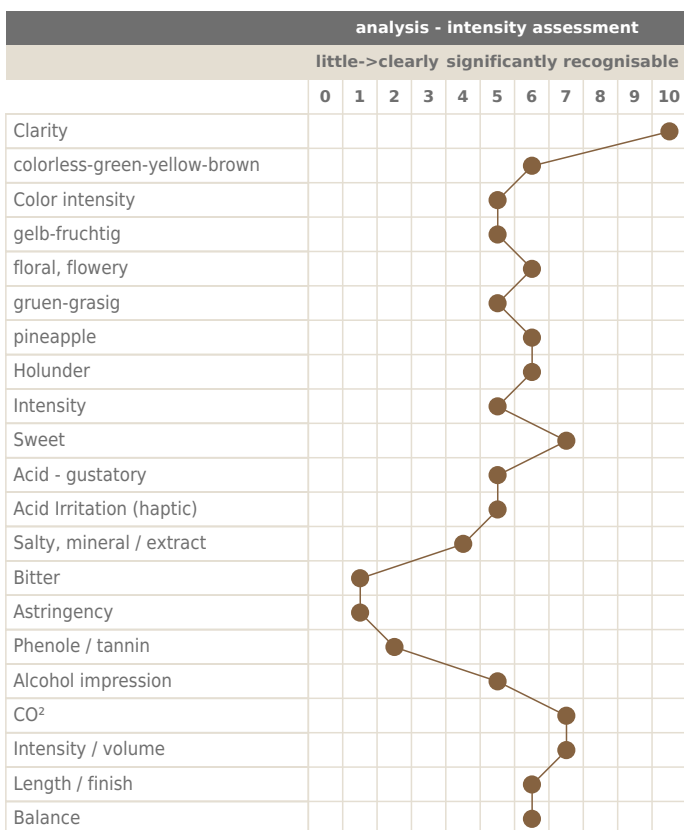 analysis - intensity assessment
little->clearly significantly recognisable
0 1 2 3 4 5 6 7 8 9 10
Clarity
colorless-green-yellow-brown
Color intensity
gelb-fruchtig
floral, flowery
gruen-grasig
pineapple
Holunder
Intensity
Sweet
Acid - gustatory
Acid Irritation (haptic)
Salty, mineral / extract
Bitter
Astringency
Phenole / tannin
Alcohol impression
CO²
Intensity / volume
Length / finish
Balance